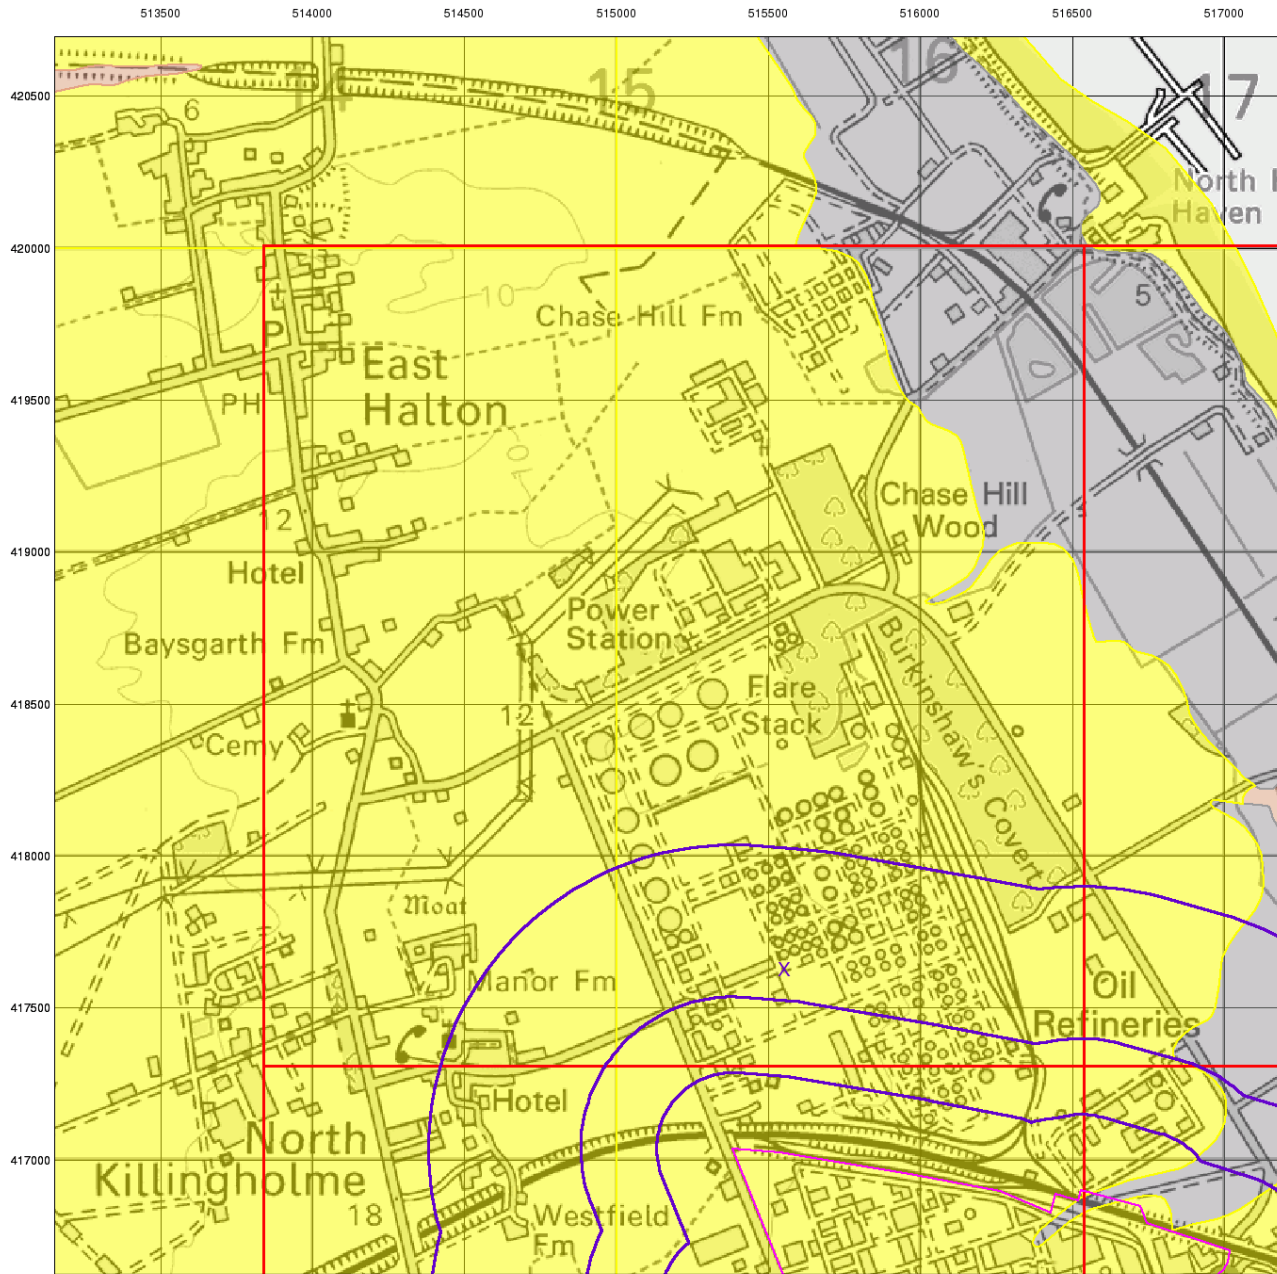 513500 514000 514500 515000 515500 516000 516500 517000
420500
420000
419500
419000
418500
418000
417500
417000
14
15
16
17
6
North
Haven
10
5
Chase Hill Fm
P
East
Halton
PH
10
12
Chase Hill
Wood
Hotel
Power
Station
Baysgarth Fm
Burkinshaw's Covert
Flare
Stack
12
Cemy
Moat
X
Manor Fm
Oil
Refineries
Hotel
North
Killingholme
18
Westfield
Fm